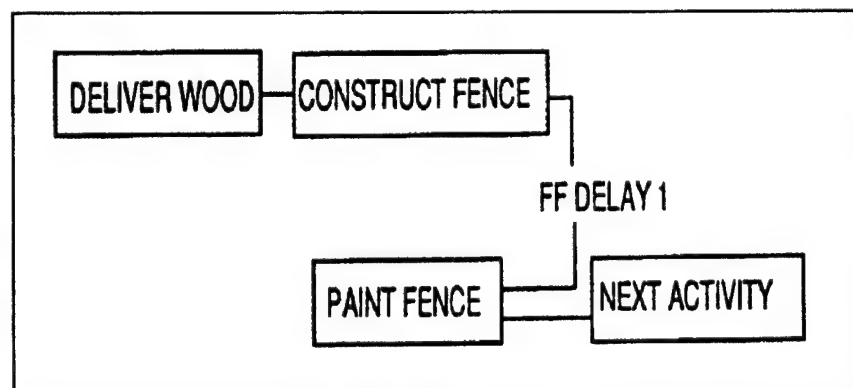 DELIVER WOOD
CONSTRUCT FENCE
FF DELAY 1
PAINT FENCE
NEXT ACTIVITY